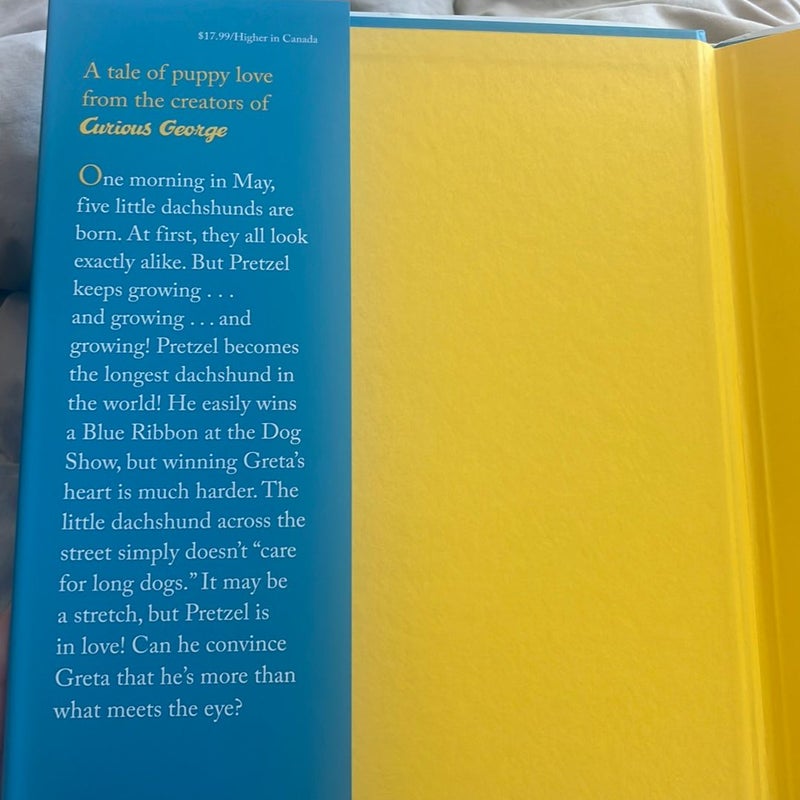 $17.99/Higher in Canada
A tale of puppy love
from the creators of
Curious George
One morning in May,
five little dachshunds are
born. At first, they all look
exactly alike. But Pretzel
keeps growing . . .
and growing . . . and
growing! Pretzel becomes
the longest dachshund in
the world! He easily wins
a Blue Ribbon at the Dog
Show, but winning Greta’s
heart is much harder. The
little dachshund across the
street simply doesn’t “care
for long dogs.” It may be
a stretch, but Pretzel is
in love! Can he convince
Greta that he’s more than
what meets the eye?